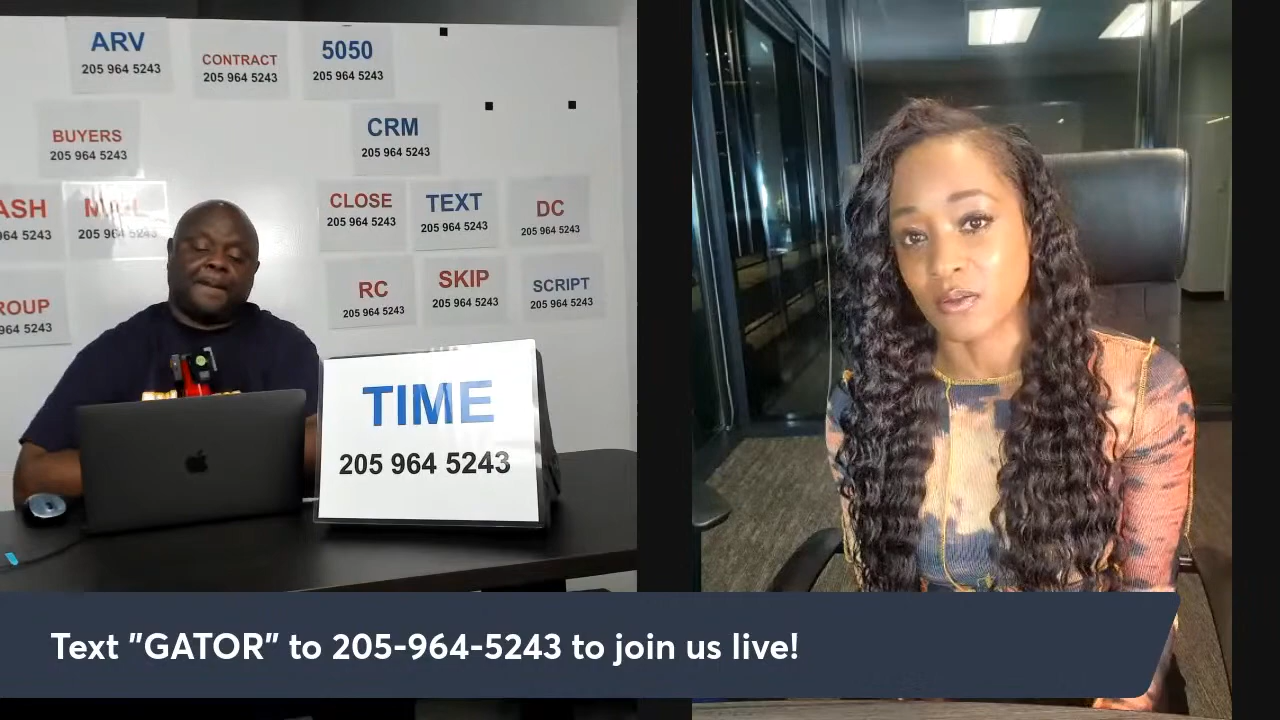 ARV
205 964 5243
CONTRACT
205 964 5243
5050
205 964 5243
BUYERS
205 964 5243
CRM
205 964 5243
ASH
964 5243
205 964 5243
CLOSE
205 964 5243
TEXT
205 964 5243
DC
205 964 5243
ROUP
964 5243
RC
205 964 5243
SKIP
205 964 5243
SCRIPT
205 964 5243
TIME
205 964 5243
Text "GATOR" to 205-964-5243 to join us live!